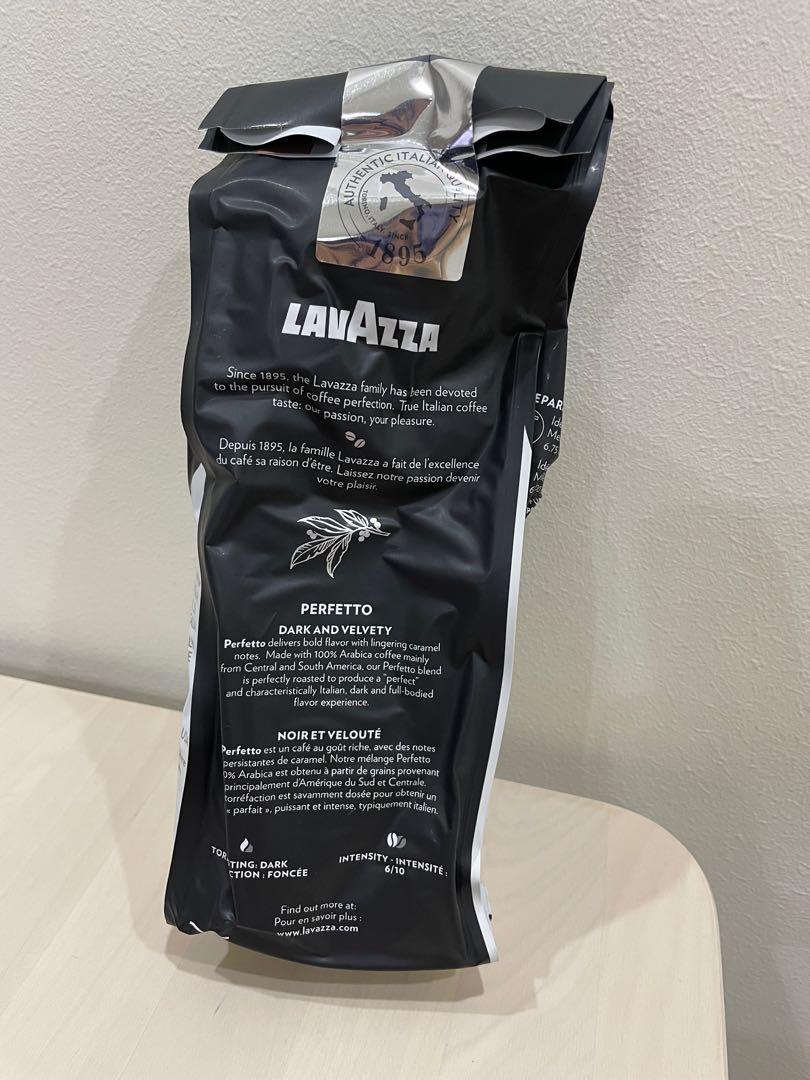 AUTHENTIC ITALIAN QUALITY
TORINO, ITALY, SINCE
1895
LAVAZZA
Since 1895, the Lavazza family has been devoted
to the pursuit of coffee perfection. True Italian coffee
taste: our passion, your pleasure.
Depuis 1895, la famille Lavazza a fait de l'excellence
du café sa raison d'être. Laissez notre passion devenir
votre plaisir.
PERFETTO
DARK AND VELVETY
Perfetto delivers bold flavor with lingering caramel
notes. Made with 100% Arabica coffee mainly
from Central and South America, our Perfetto blend
is perfectly roasted to produce a "perfect"
and characteristically Italian, dark and full-bodied
flavor experience.
NOIR ET VELOUTÉ
Perfetto est un café au goût riche, avec des notes
persistantes de caramel. Notre mélange Perfetto
0% Arabica est obtenu à partir de grains provenant
principalement d'Amérique du Sud et Centrale.
torréfaction est savamment dosée pour obtenir un
« parfait », puissant et intense, typiquement italien.
TING: DARK
TOR CTION : FONCÉE
INTENSITY - INTENSITÉ :
6/10
Find out more at:
Pour en savoir plus :
www.lavazza.com
EPAR
Ide
Me
6.75
Id